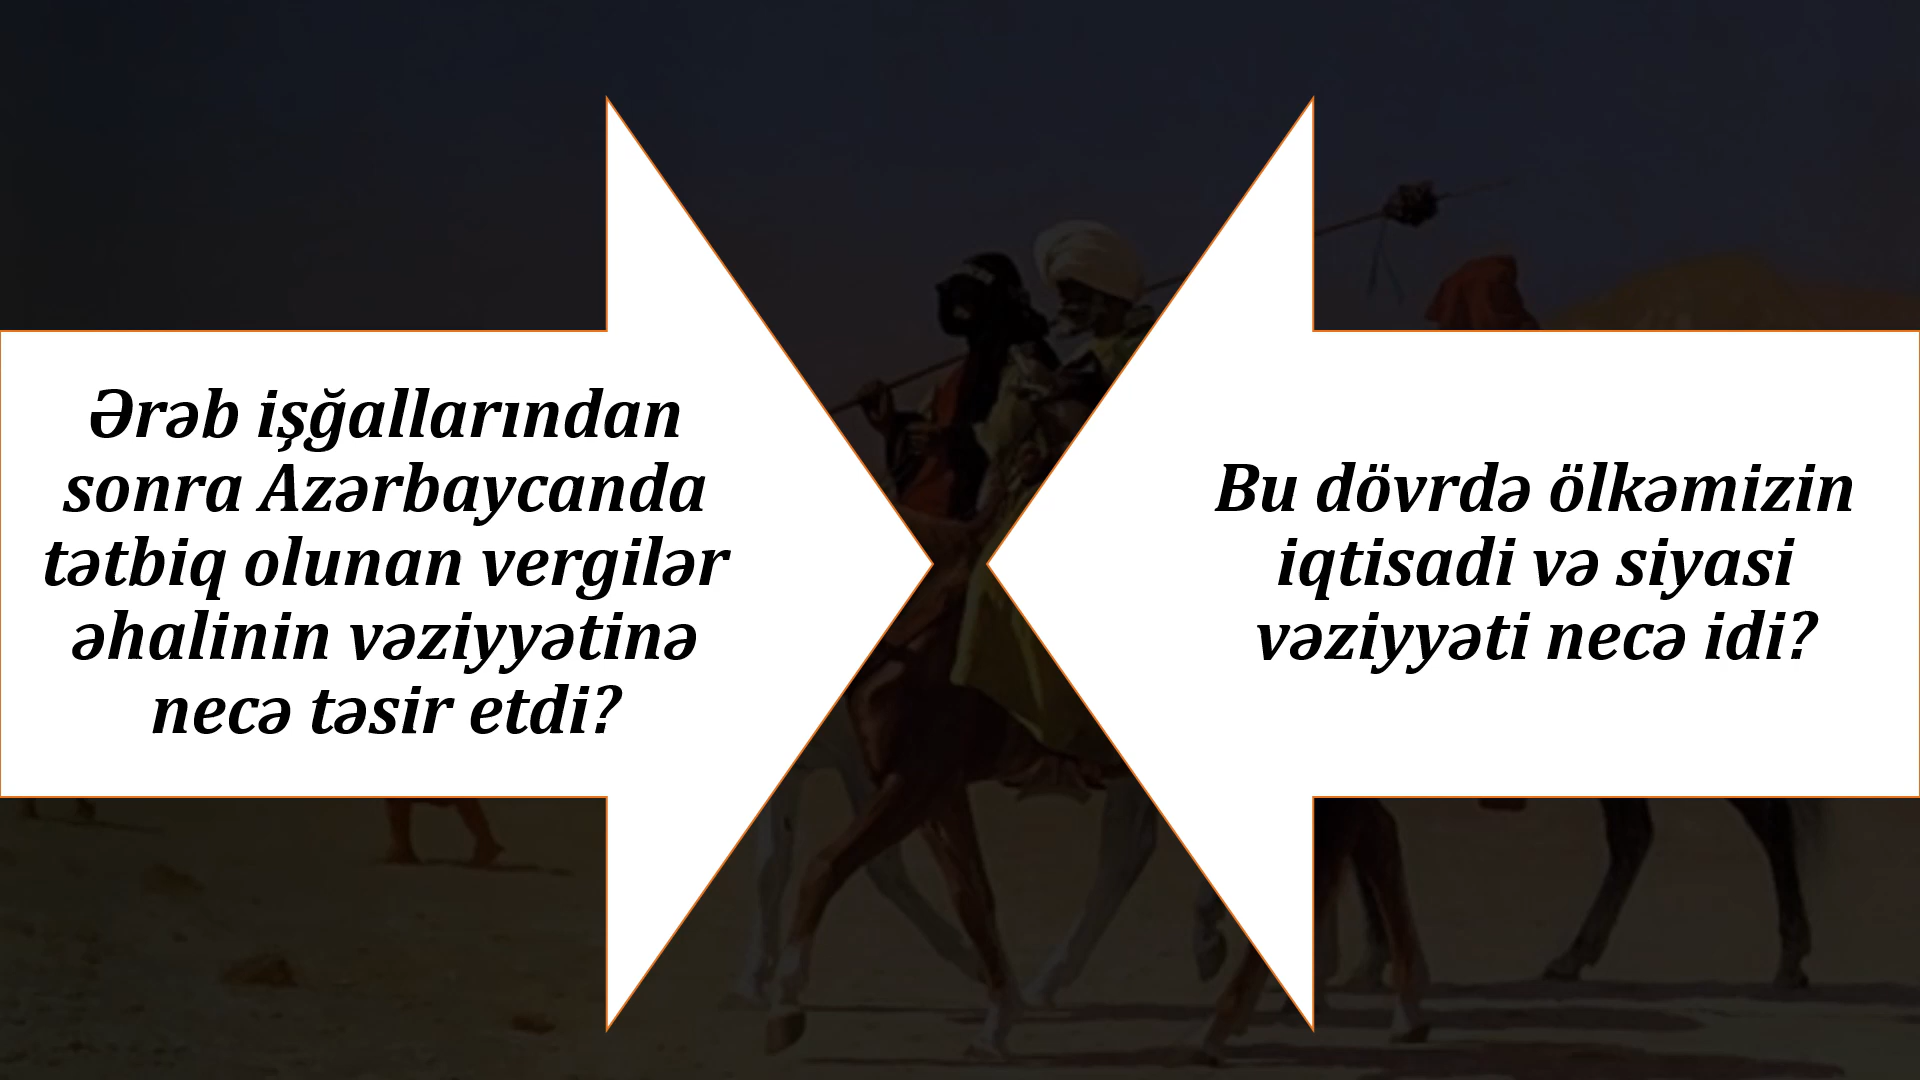 Ərəb işğallarından
sonra Azərbaycanda
tətbiq olunan vergilər
əhalinin vəziyyətinə
necə təsir etdi?
Bu dövrdə ölkəmizin
iqtisadi və siyasi
vəziyyəti necə idi?